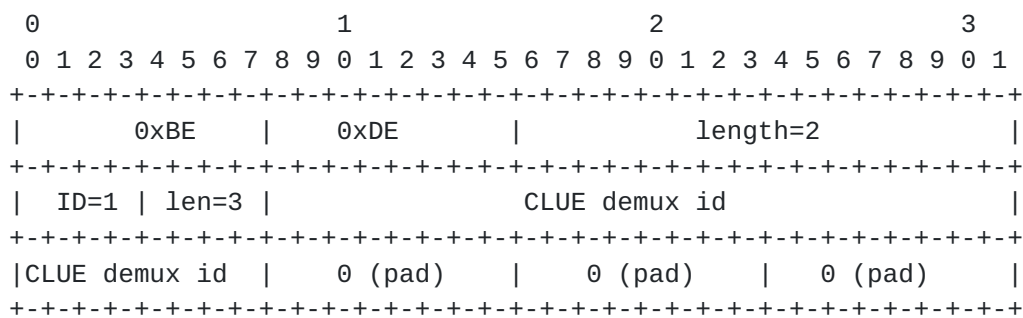 0                   1                   2                   3
 0 1 2 3 4 5 6 7 8 9 0 1 2 3 4 5 6 7 8 9 0 1 2 3 4 5 6 7 8 9 0 1
+-+-+-+-+-+-+-+-+-+-+-+-+-+-+-+-+-+-+-+-+-+-+-+-+-+-+-+-+-+-+-+-+
|       0xBE    |    0xDE       |           length=2            |
+-+-+-+-+-+-+-+-+-+-+-+-+-+-+-+-+-+-+-+-+-+-+-+-+-+-+-+-+-+-+-+-+
|  ID=1 | len=3 |                CLUE demux id                  |
+-+-+-+-+-+-+-+-+-+-+-+-+-+-+-+-+-+-+-+-+-+-+-+-+-+-+-+-+-+-+-+-+
|CLUE demux id  |    0 (pad)    |    0 (pad)    |   0 (pad)     |
+-+-+-+-+-+-+-+-+-+-+-+-+-+-+-+-+-+-+-+-+-+-+-+-+-+-+-+-+-+-+-+-+